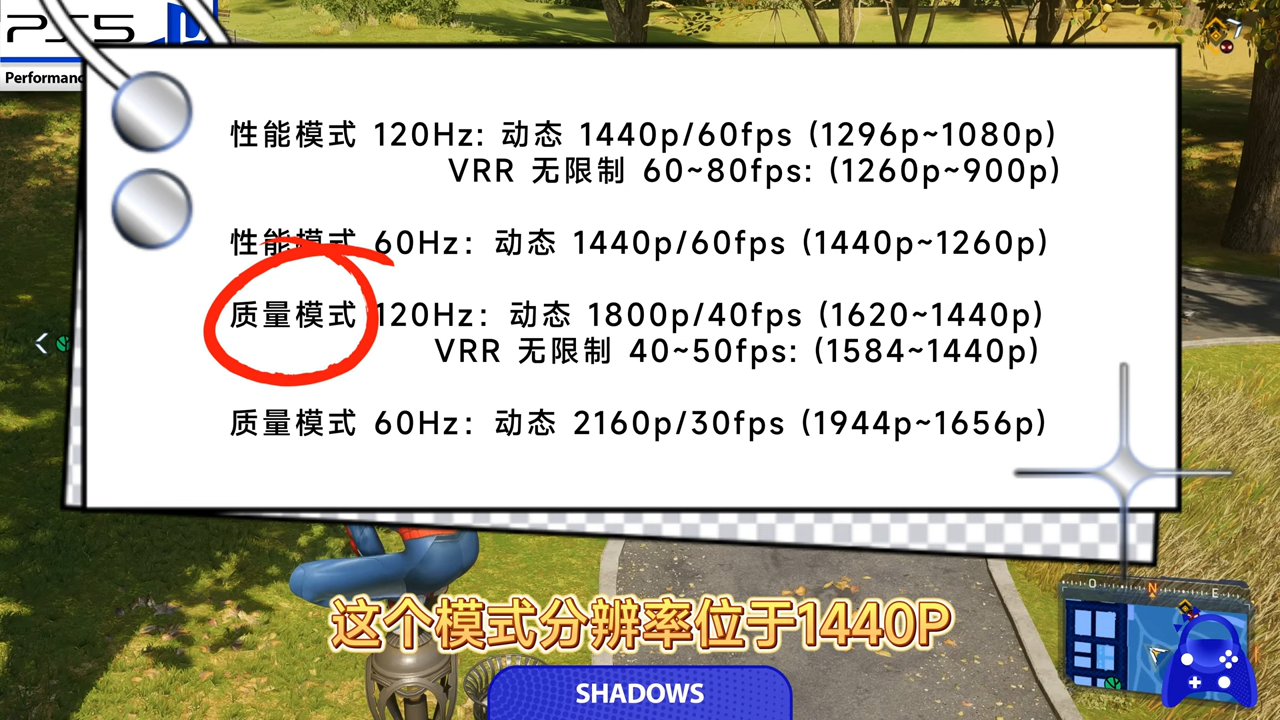 PS5
Performanc
性能模式 120Hz: 动态 1440p/60fps (1296p~1080p)
VRR 无限制 60~80fps: (1260p~900p)
性能模式 60Hz: 动态 1440p/60fps (1440p~1260p)
质量模式 120Hz: 动态 1800p/40fps (1620~1440p)
VRR 无限制 40~50fps: (1584~1440p)
质量模式 60Hz: 动态 2160p/30fps (1944p~1656p)
O N E
这个模式分辨率位于1440P
SHADOWS